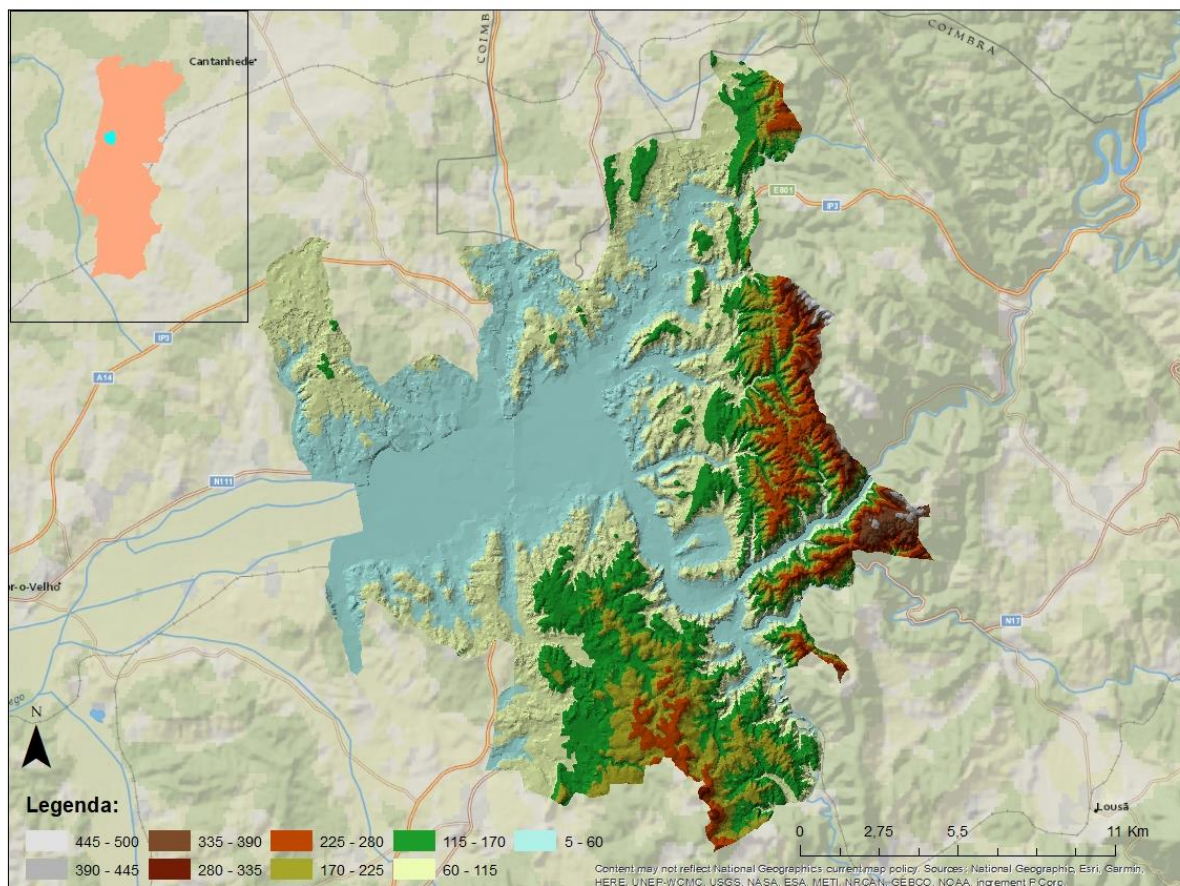 Cantanhede
COIMBRA
COIMBRA
E801
IP3
IP3
A14
N111
or-o-Velho
ego
N17
Lousã
N
Legenda:
445 - 500
335 - 390
225 - 280
115 - 170
5 - 60
390 - 445
280 - 335
170 - 225
60 - 115
0 2,75 5,5 11 Km
Content may not reflect National Geographic's current map policy. Sources: National Geographic, Esri, Garmin,
HERE, UNEP-WCMC, USGS, NASA, ESA, METI, NRCAN, GEBCO, NOAA, increment P Corp.